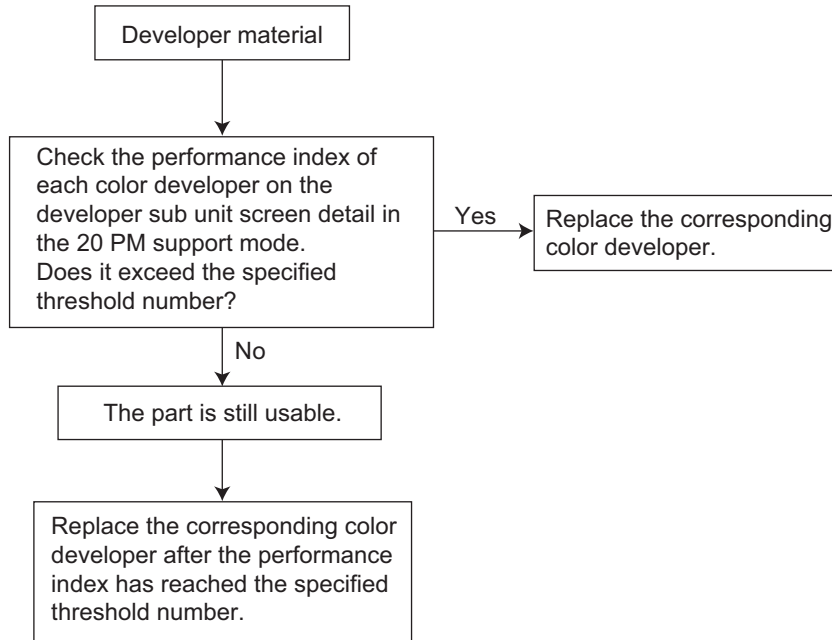 Developer material
Check the performance index of
each color developer on the
developer sub unit screen detail in
the 20 PM support mode.
Does it exceed the specified
threshold number?
Yes
Replace the corresponding
color developer.
No
The part is still usable.
Replace the corresponding color
developer after the performance
index has reached the specified
threshold number.